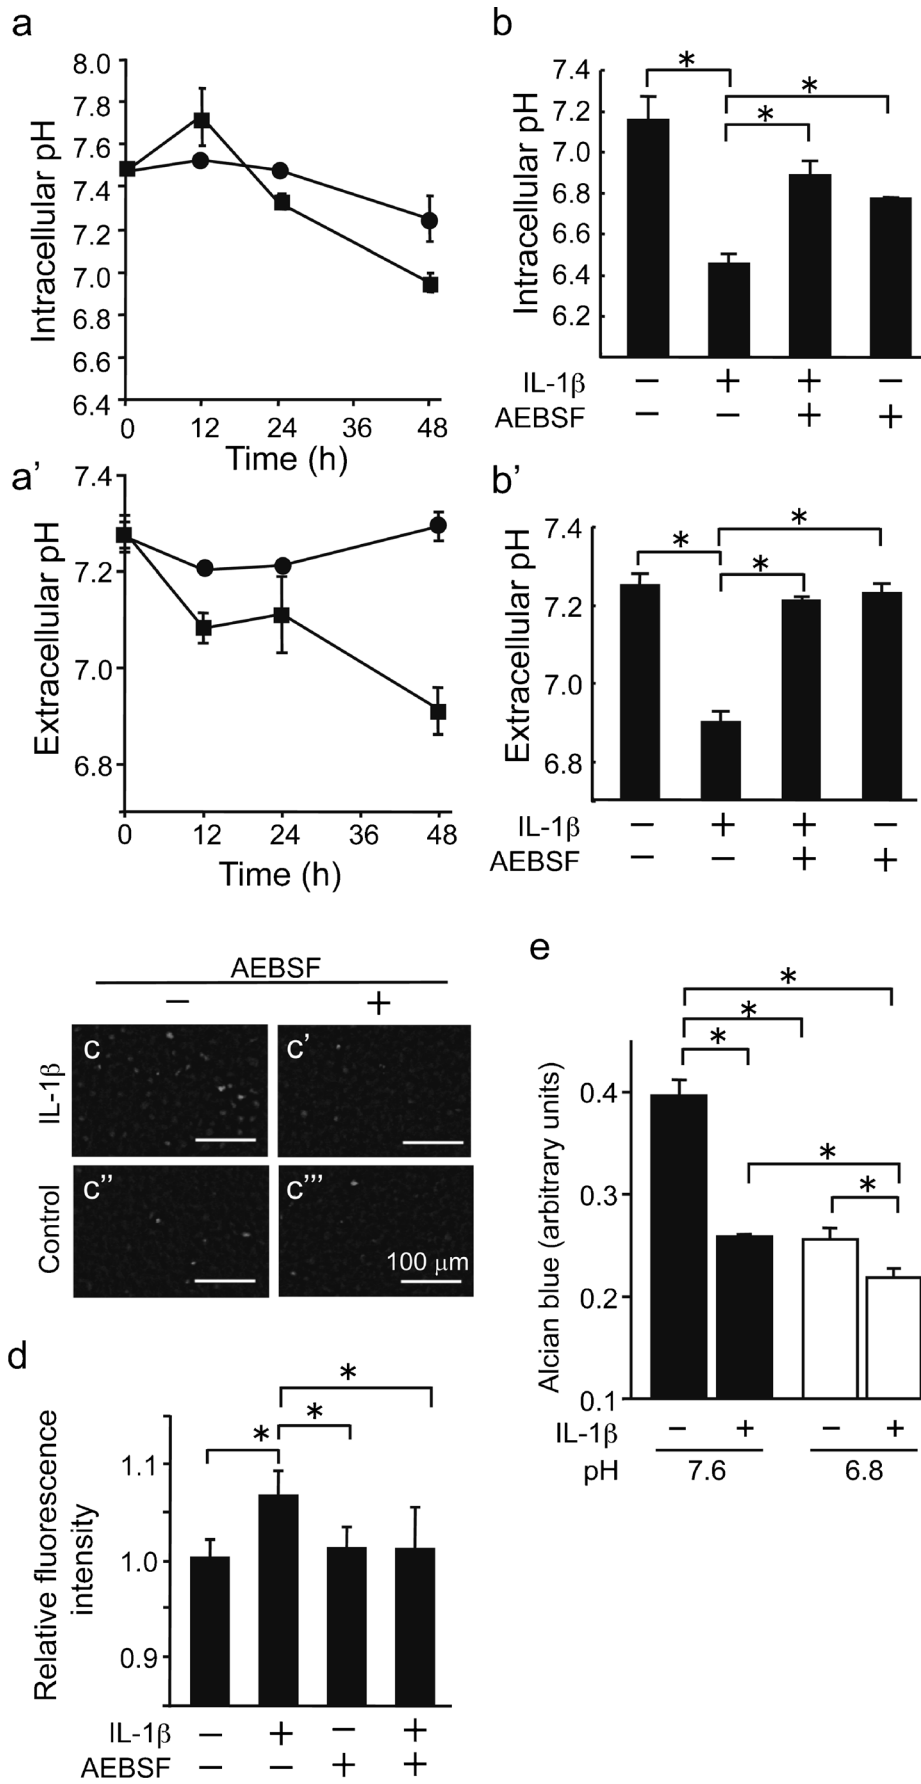 a
8.0
7.8
7.6
7.4
7.2
7.0
6.8
6.6
6.4
Intracellular pH
0 12 24 36 48
Time (h)
b
7.4
7.2
7.0
6.8
6.6
6.4
6.2
Intracellular pH
* * *
IL-1β − + + −
AEBSF − − + +
a’
7.4
7.2
7.0
6.8
Extracellular pH
0 12 24 36 48
Time (h)
b’
7.4
7.2
7.0
6.8
Extracellular pH
* * *
IL-1β − + + −
AEBSF − − + +
AEBSF
− +
IL-1β
c c’
Control
c’’ c’’’
100 µm
d
1.1
1.0
0.9
Relative fluorescence
intensity
* * *
IL-1β − + − +
AEBSF − − + +
e
0.4
0.3
0.2
0.1
Alcian blue (arbitrary units)
* * * * *
IL-1β − + − +
pH 7.6 6.8